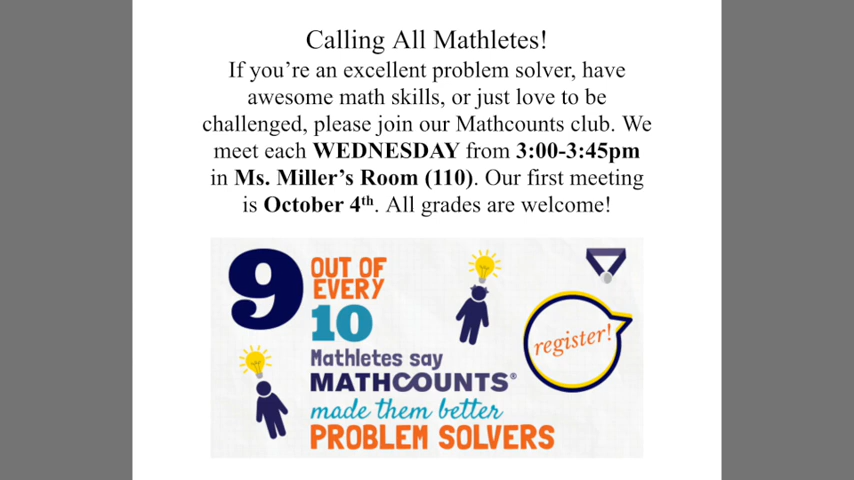 Calling All Mathletes!
If you’re an excellent problem solver, have
awesome math skills, or just love to be
challenged, please join our Mathcounts club. We
meet each WEDNESDAY from 3:00-3:45pm
in Ms. Miller’s Room (110). Our first meeting
is October 4th. All grades are welcome!
9 OUT OF
EVERY
10
Mathletes say
MATHCOUNTS®
made them better
PROBLEM SOLVERS
register!